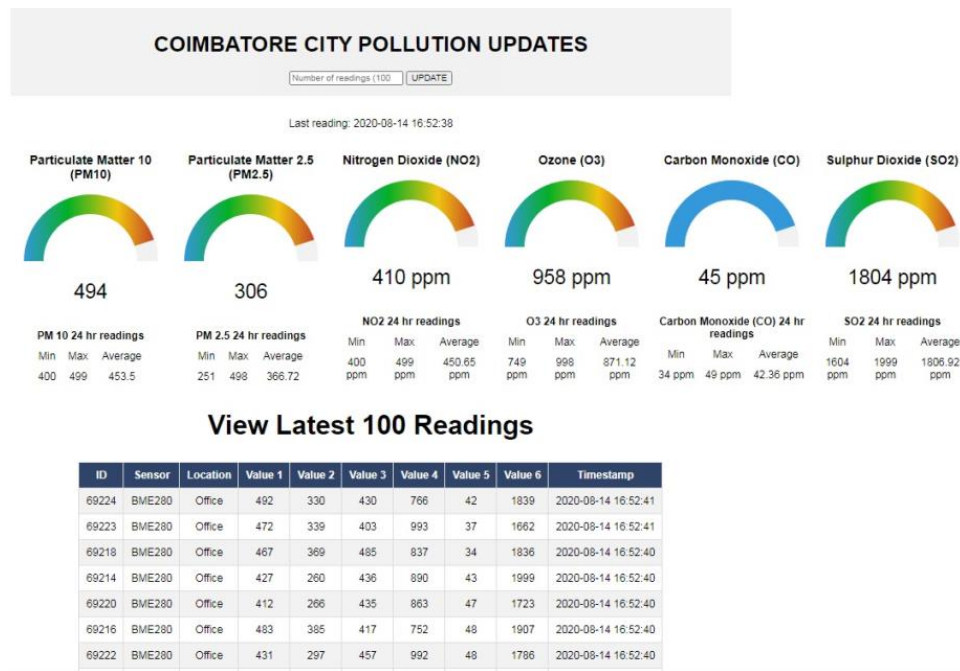 COIMBATORE CITY POLLUTION UPDATES
Number of readings (100 UPDATE
Last reading: 2020-08-14 16:52:38
Particulate Matter 10 (PM10)
494
PM 10 24 hr readings
Min Max Average
400 499 453.5
Particulate Matter 2.5 (PM2.5)
306
PM 2.5 24 hr readings
Min Max Average
251 498 366.72
Nitrogen Dioxide (NO2)
410 ppm
NO2 24 hr readings
Min Max Average
400 ppm 499 ppm 450.65 ppm
Ozone (O3)
958 ppm
O3 24 hr readings
Min Max Average
749 ppm 998 ppm 871.12 ppm
Carbon Monoxide (CO)
45 ppm
Carbon Monoxide (CO) 24 hr readings
Min Max Average
34 ppm 49 ppm 42.36 ppm
Sulphur Dioxide (SO2)
1804 ppm
SO2 24 hr readings
Min Max Average
1604 ppm 1999 ppm 1806.92 ppm
View Latest 100 Readings
ID Sensor Location Value 1 Value 2 Value 3 Value 4 Value 5 Value 6 Timestamp
69224 BME280 Office 492 330 430 766 42 1839 2020-08-14 16:52:41
69223 BME280 Office 472 339 403 993 37 1662 2020-08-14 16:52:41
69218 BME280 Office 467 369 485 837 34 1836 2020-08-14 16:52:40
69214 BME280 Office 427 260 436 890 43 1999 2020-08-14 16:52:40
69220 BME280 Office 412 266 435 863 47 1723 2020-08-14 16:52:40
69216 BME280 Office 483 385 417 752 48 1907 2020-08-14 16:52:40
69222 BME280 Office 431 297 457 992 48 1786 2020-08-14 16:52:40